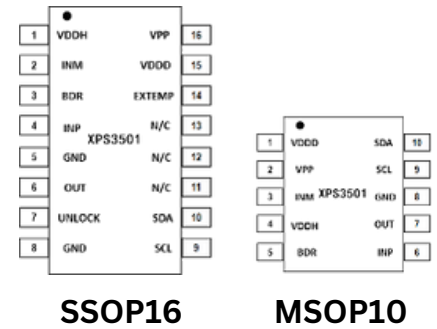 1 VDDH VPP 16
2 INM VDDD 15
3 BDR EXTEMP 14
4 INP N/C 13
XPS3501
5 GND N/C 12
6 OUT N/C 11
7 UNLOCK SDA 10
8 GND SCL 9
SSOP16
1 VDDD SDA 10
2 VPP SCL 9
3 INM XPS3501 GND 8
4 VDDH OUT 7
5 BDR INP 6
MSOP10